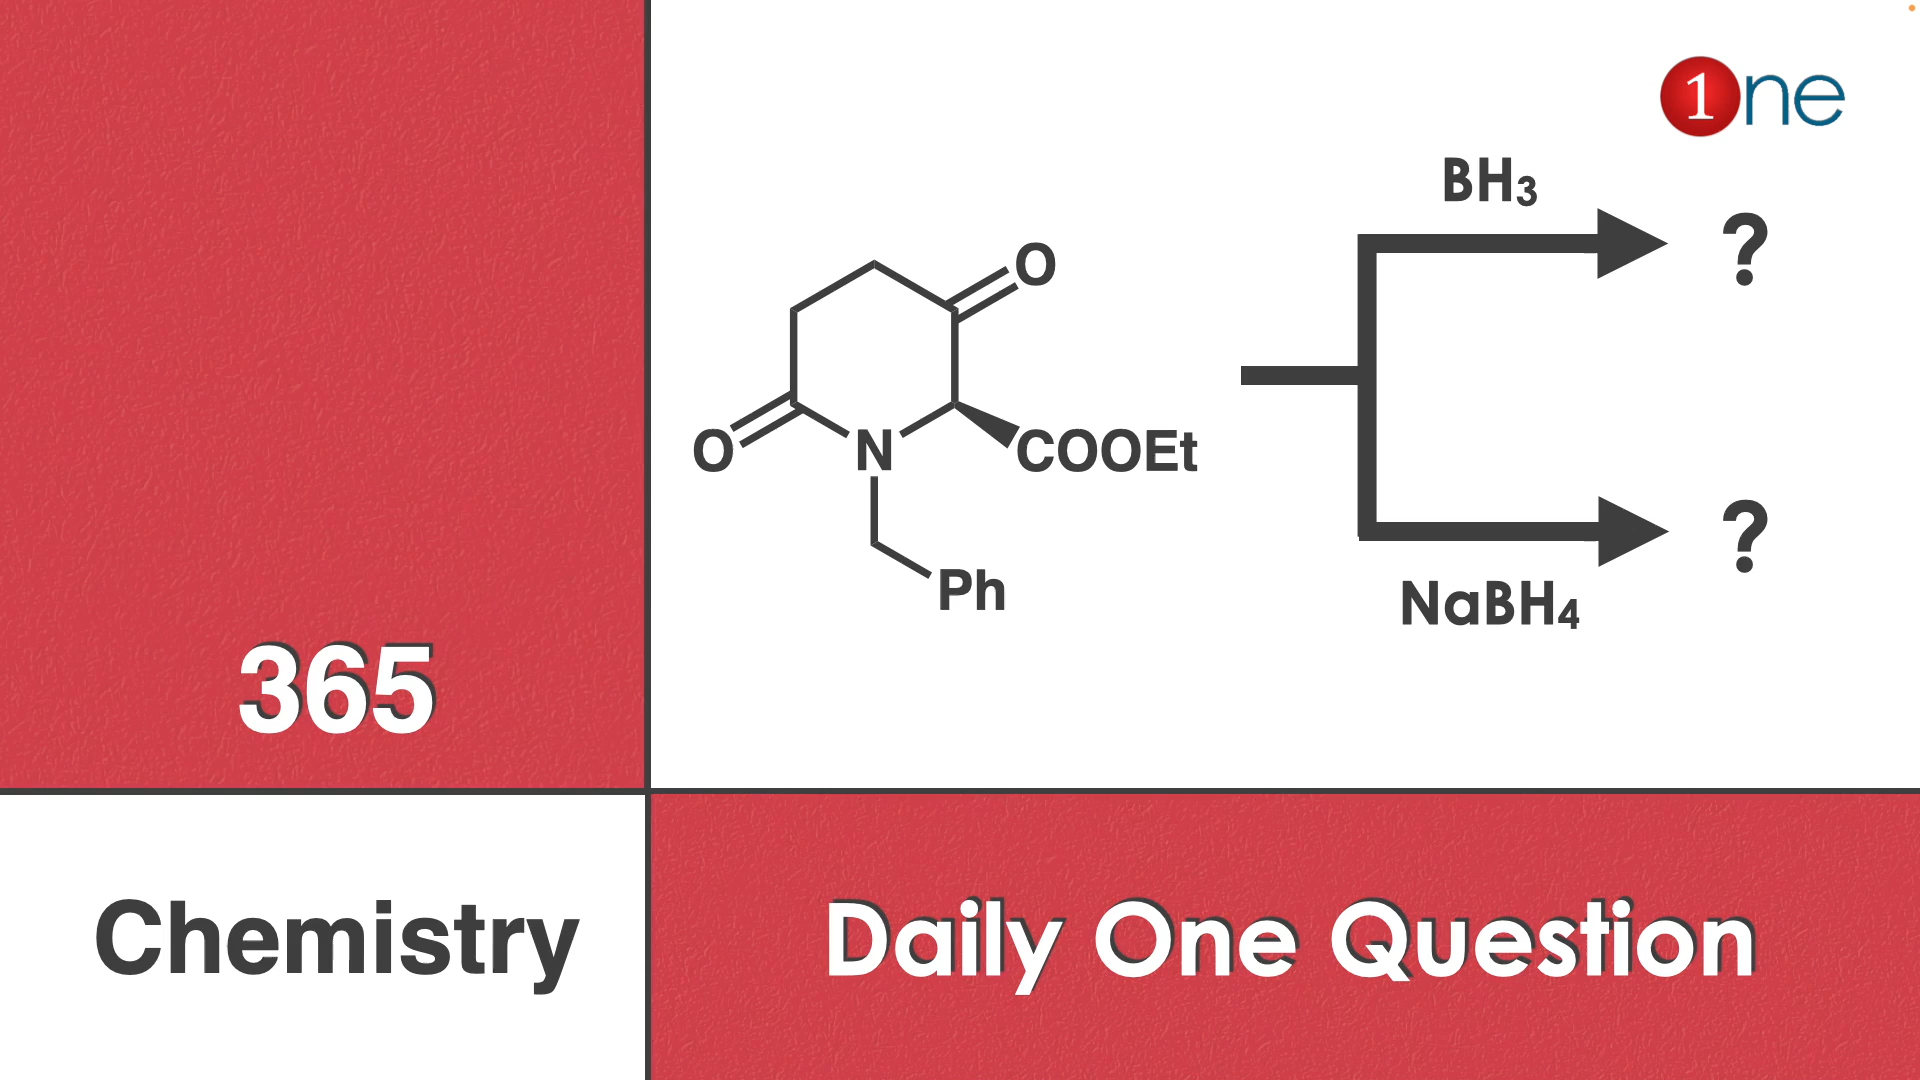 1ne
BH3
?
O
O
N
COOEt
Ph
?
NaBH4
365
Chemistry
Daily One Question